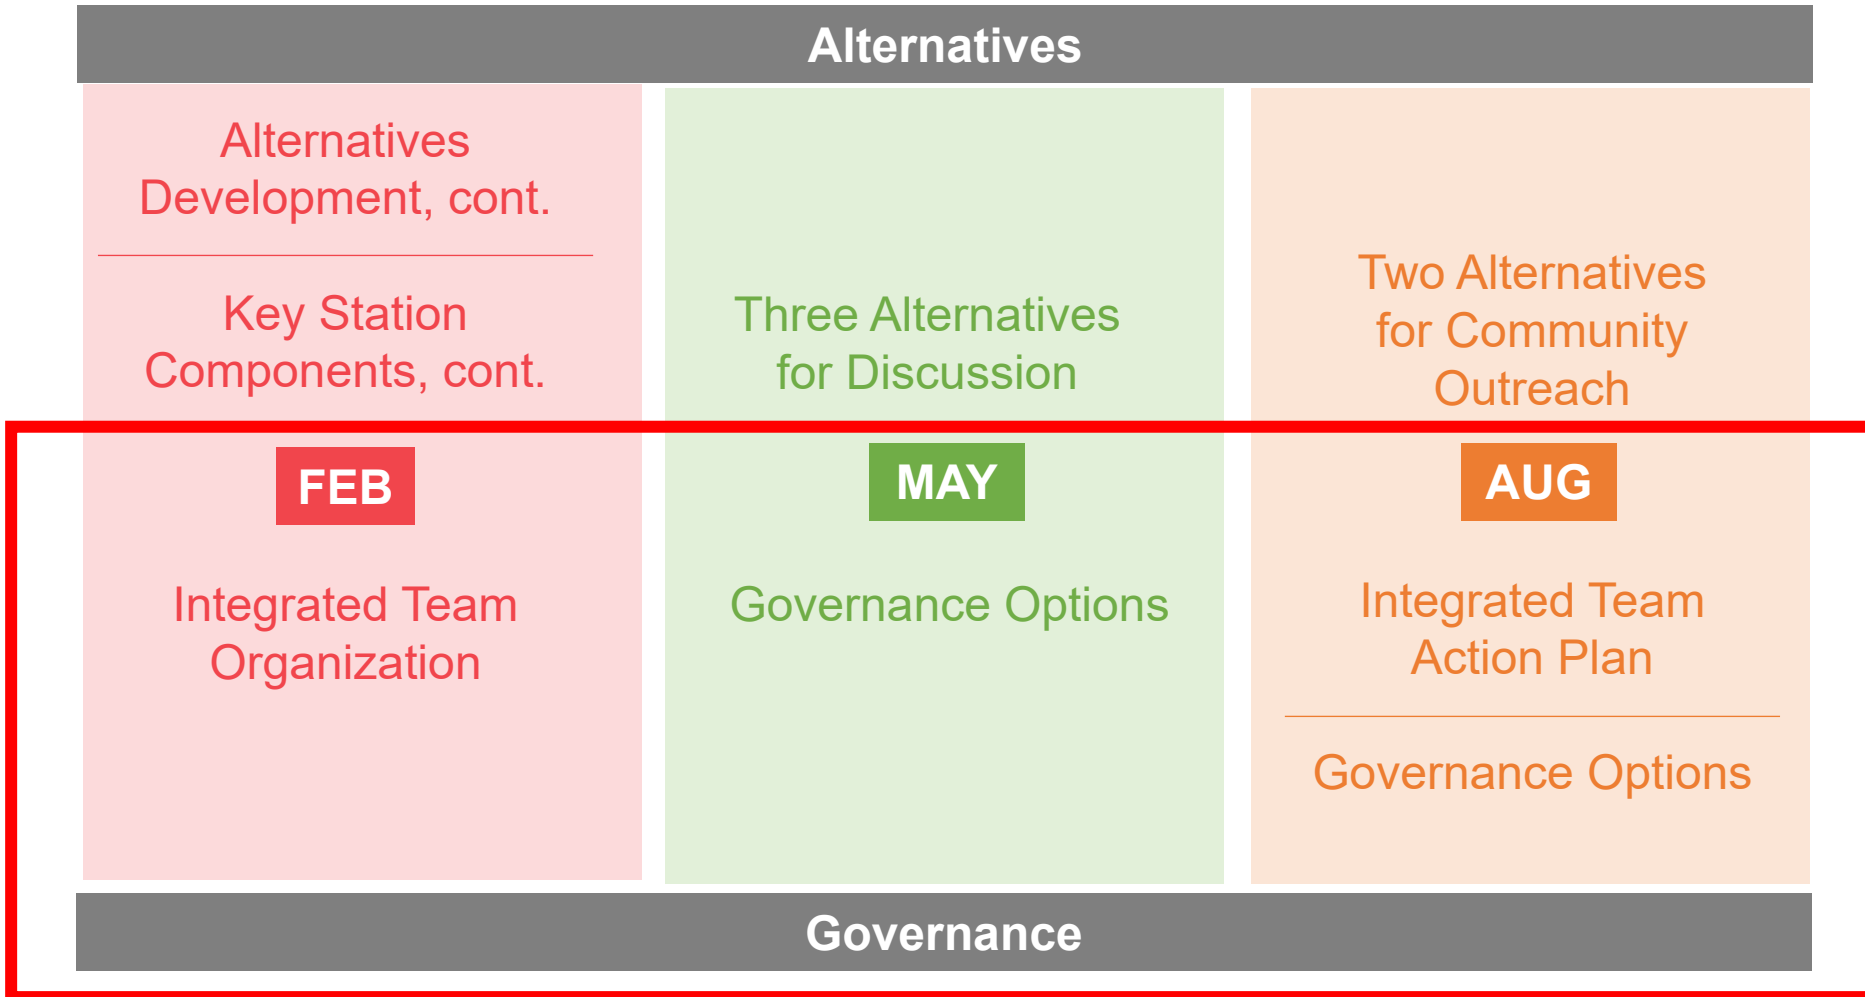 Alternatives
Alternatives
Development, cont.
Key Station
Components, cont.
FEB
Integrated Team
Organization
Three Alternatives
for Discussion
MAY
Governance Options
Two Alternatives
for Community
Outreach
AUG
Integrated Team
Action Plan
Governance Options
Governance